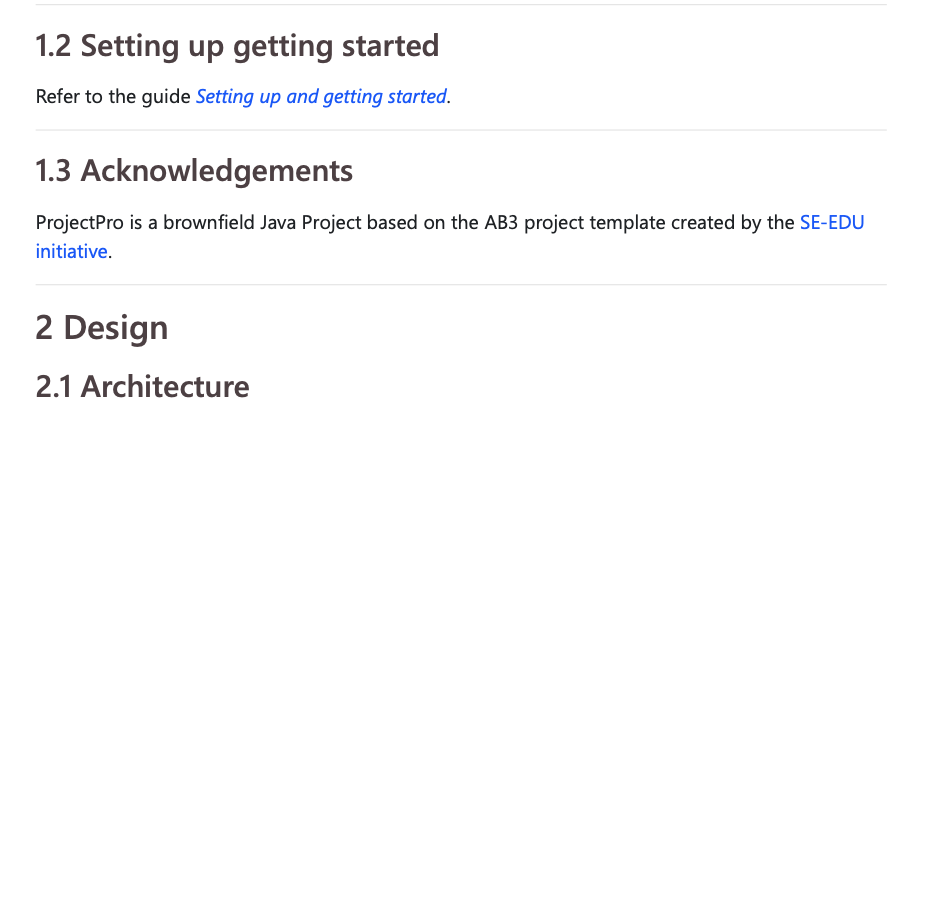 1.2 Setting up getting started
Refer to the guide Setting up and getting started.
1.3 Acknowledgements
ProjectPro is a brownfield Java Project based on the AB3 project template created by the SE-EDU
initiative.
2 Design
2.1 Architecture